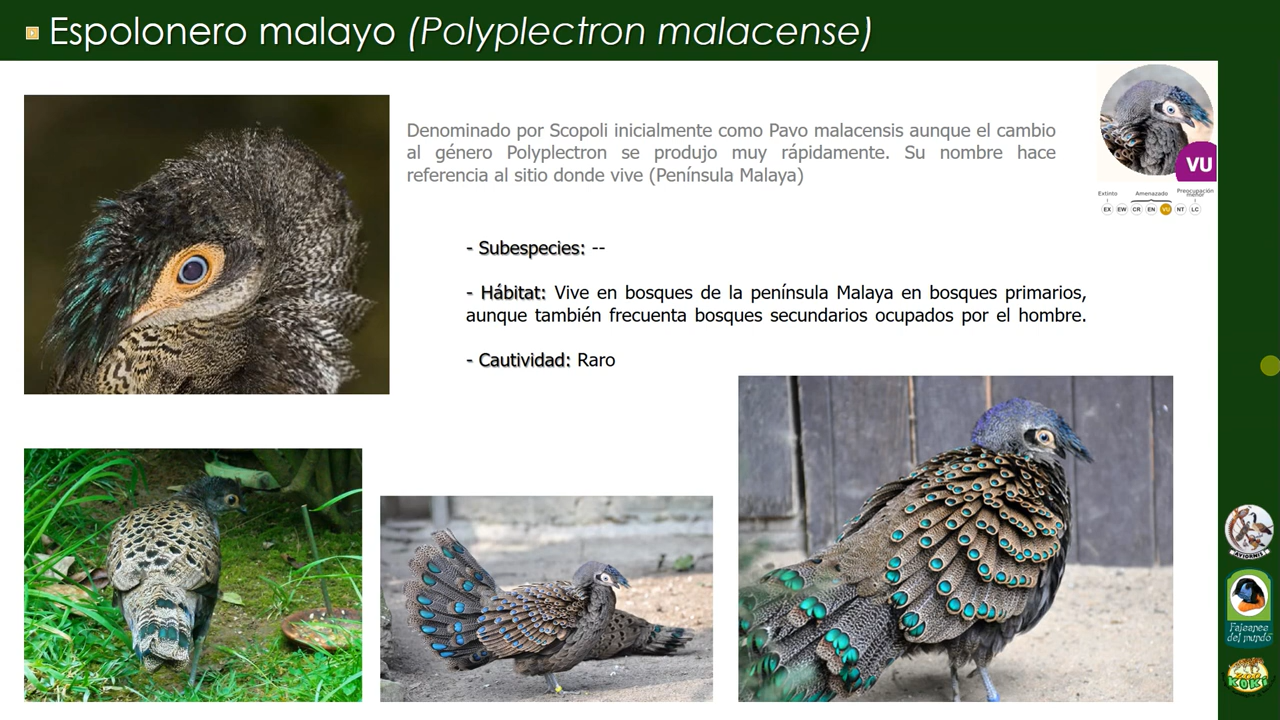 Espolonero malayo (Polyplectron malacense)
Denominado por Scopoli inicialmente como Pavo malacensis aunque el cambio
al género Polyplectron se produjo muy rápidamente. Su nombre hace
referencia al sitio donde vive (Península Malaya)
VU
Extinto Amenazado Preocupación menor
EX EW CR EN VU NT LC
- Subespecies: --
- Hábitat: Vive en bosques de la península Malaya en bosques primarios,
aunque también frecuenta bosques secundarios ocupados por el hombre.
- Cautividad: Raro
AVIORNIS
Faisanes
del mundo
ZOO
KOKI